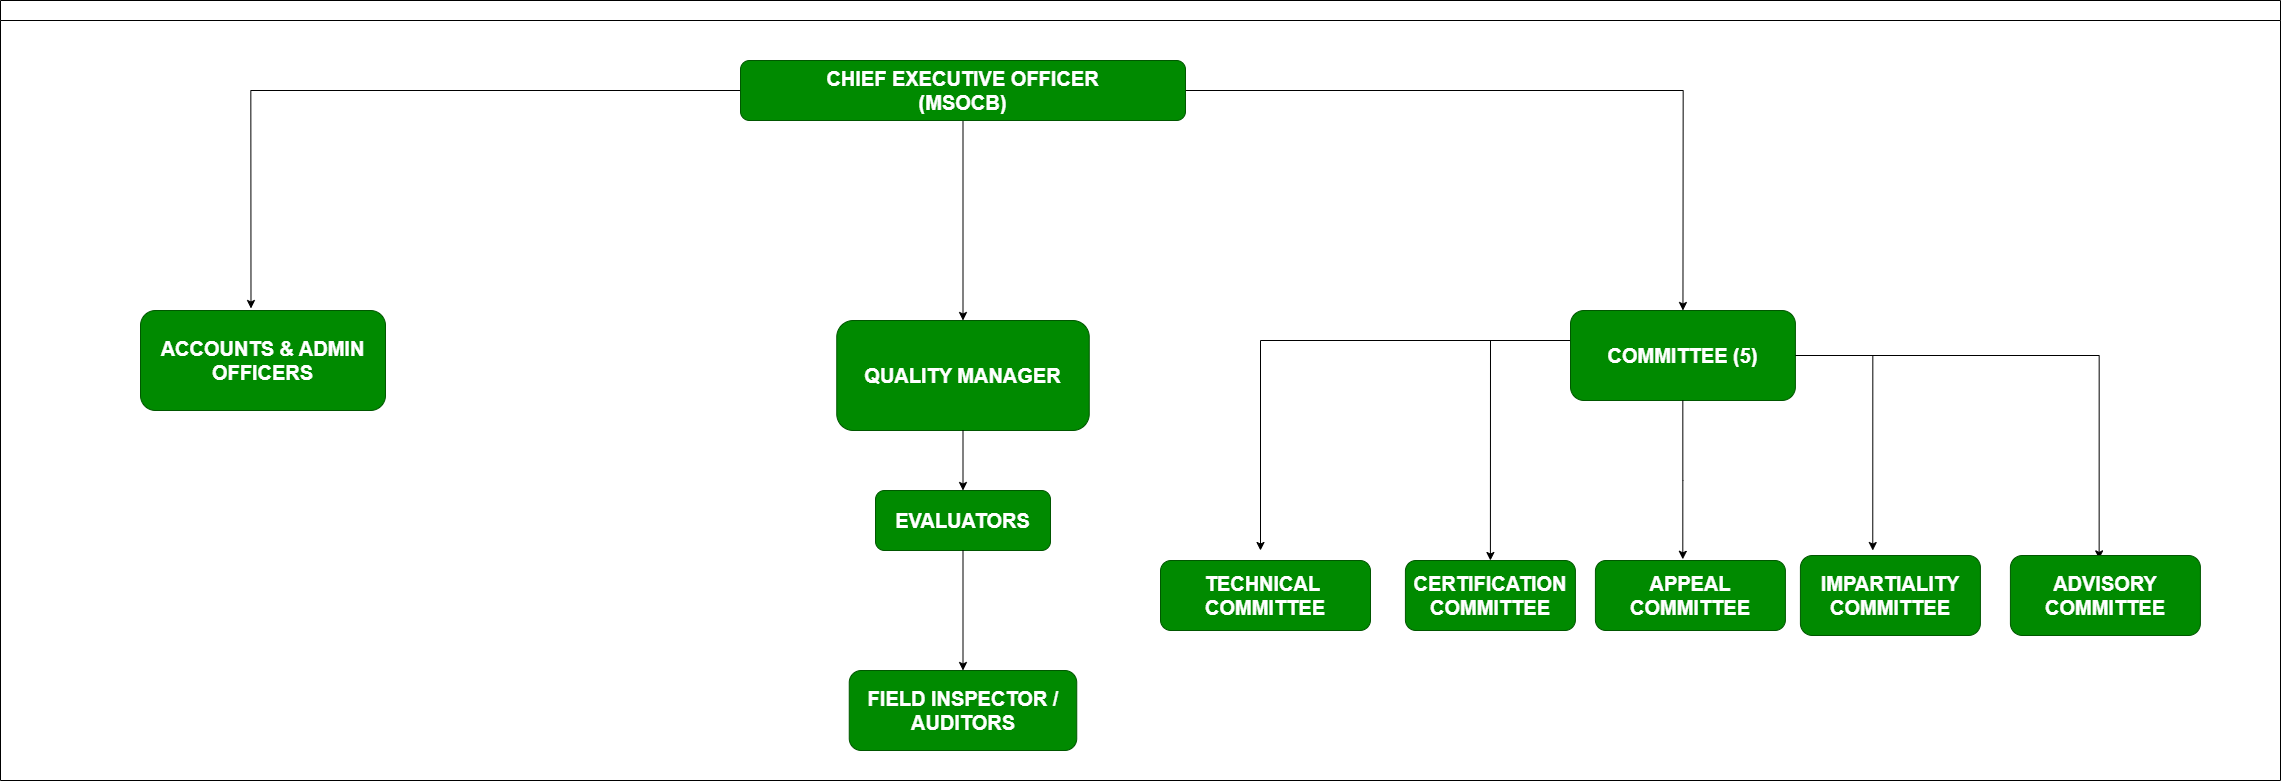 CHIEF EXECUTIVE OFFICER
(MSOCB)
ACCOUNTS & ADMIN
OFFICERS
QUALITY MANAGER
COMMITTEE (5)
EVALUATORS
TECHNICAL
COMMITTEE
CERTIFICATION
COMMITTEE
APPEAL
COMMITTEE
IMPARTIALITY
COMMITTEE
ADVISORY
COMMITTEE
FIELD INSPECTOR /
AUDITORS